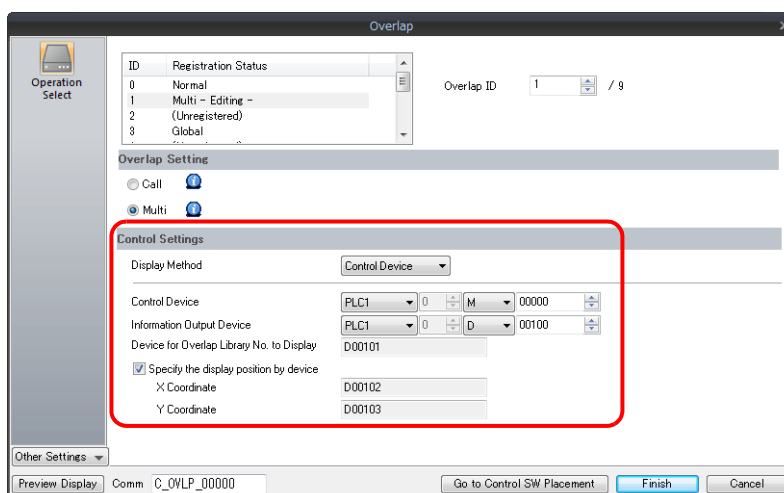 Overlap
Operation
Select
ID Registration Status
0 Normal
1 Multi - Editing -
2 (Unregistered)
3 Global
Overlap ID 1 / 9
Overlap Setting
Call
Multi
Control Settings
Display Method Control Device
Control Device PLC1 0 M 00000
Information Output Device PLC1 0 D 00100
Device for Overlap Library No. to Display D00101
Specify the display position by device
X Coordinate D00102
Y Coordinate D00103
Other Settings
Preview Display Comm C_OVLP_00000 Go to Control SW Placement Finish Cancel